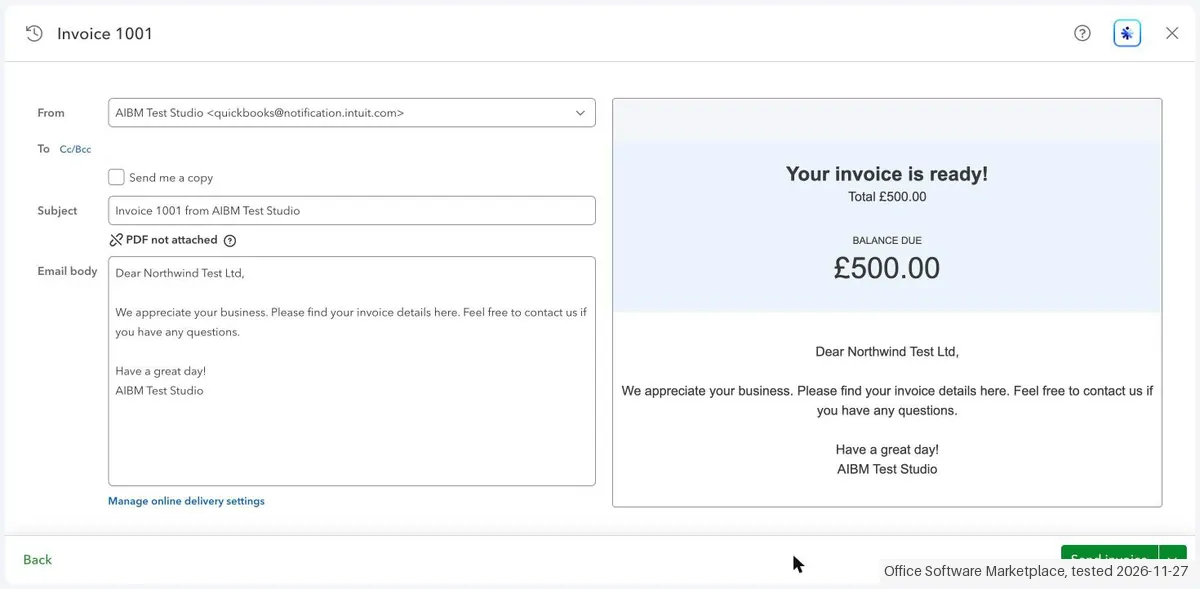 Invoice 1001
From
AIBM Test Studio <quickbooks@notification.intuit.com>
To Cc/Bcc
Send me a copy
Subject
Invoice 1001 from AIBM Test Studio
PDF not attached
Email body
Dear Northwind Test Ltd,
We appreciate your business. Please find your invoice details here. Feel free to contact us if
you have any questions.
Have a great day!
AIBM Test Studio
Manage online delivery settings
Your invoice is ready!
Total £500.00
BALANCE DUE
£500.00
Dear Northwind Test Ltd,
We appreciate your business. Please find your invoice details here. Feel free to contact us if
you have any questions.
Have a great day!
AIBM Test Studio
Back
Send invoice
Office Software Marketplace, tested 2026-11-27